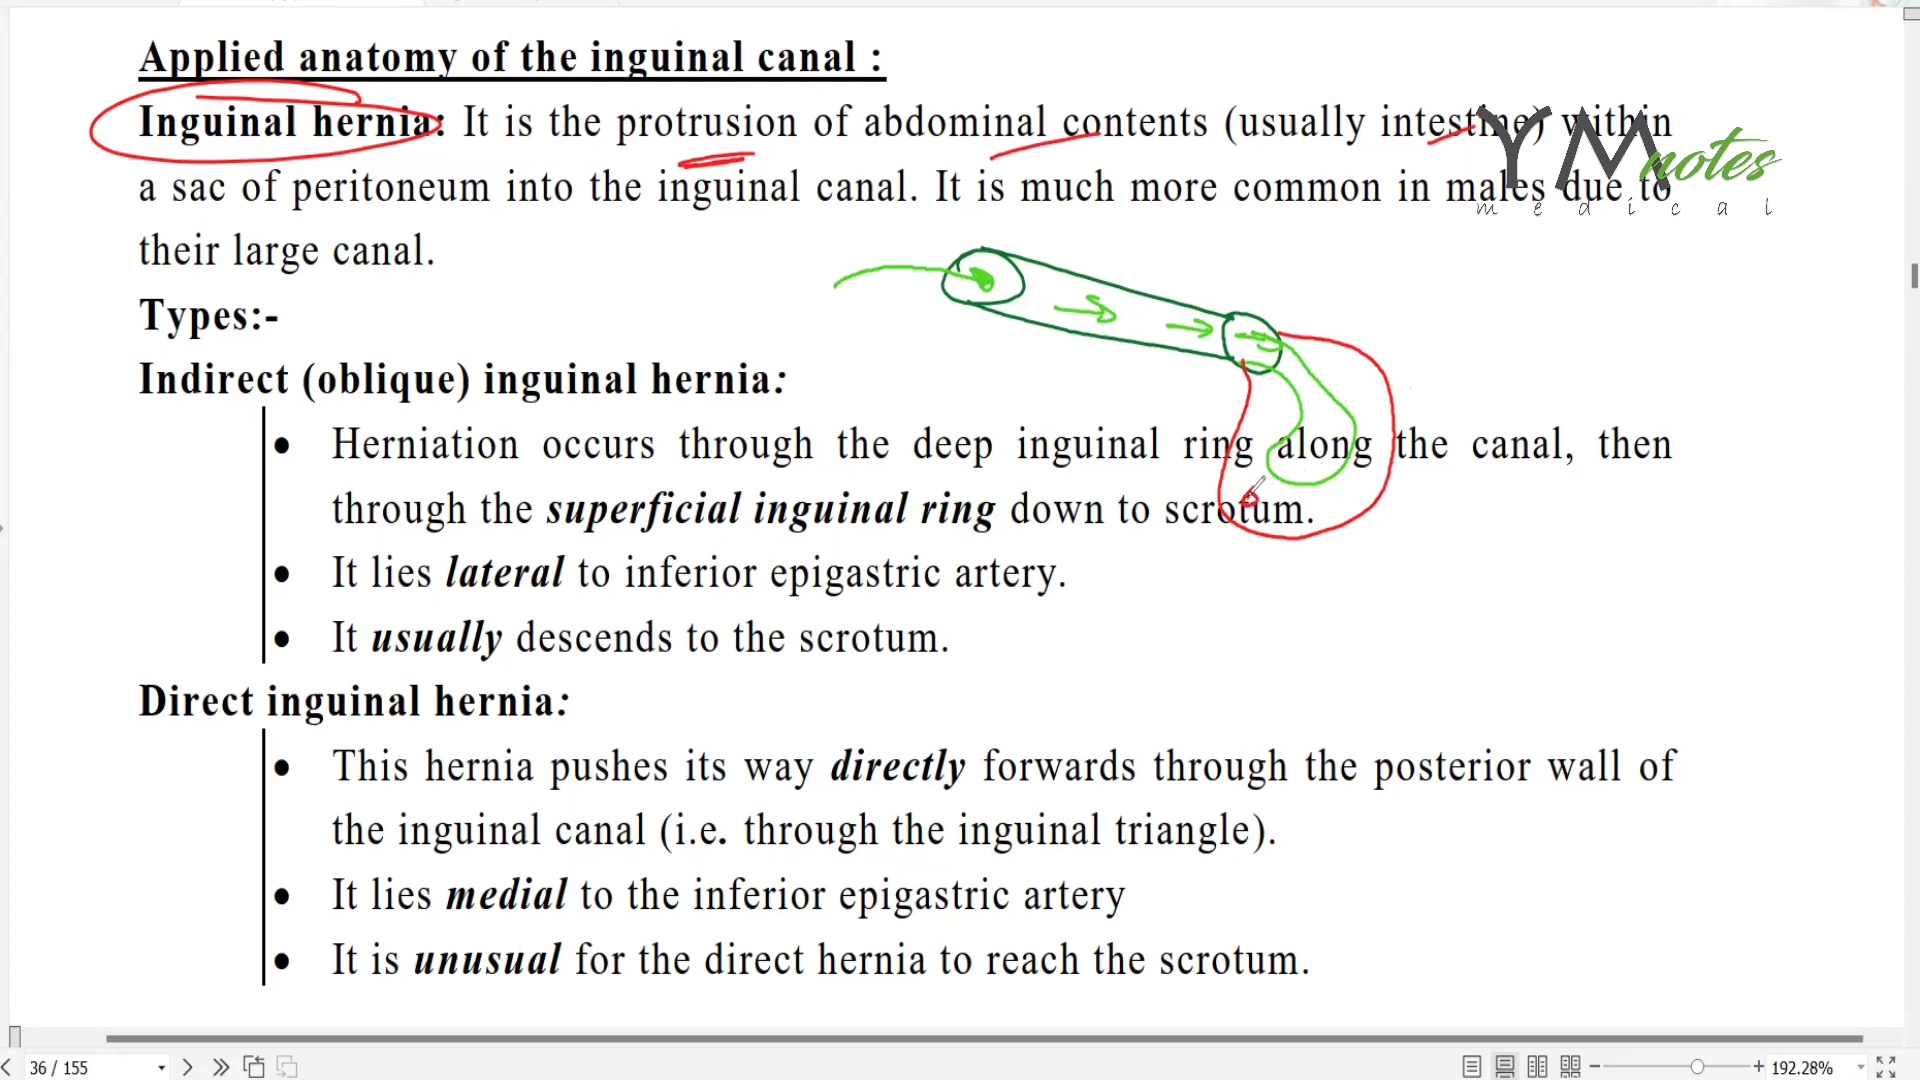 Applied anatomy of the inguinal canal :
Inguinal hernia: It is the protrusion of abdominal contents (usually intestine) within
a sac of peritoneum into the inguinal canal. It is much more common in males due to
their large canal.
YM notes
medical
Types:-
Indirect (oblique) inguinal hernia:
• Herniation occurs through the deep inguinal ring along the canal, then
through the superficial inguinal ring down to scrotum.
• It lies lateral to inferior epigastric artery.
• It usually descends to the scrotum.
Direct inguinal hernia:
• This hernia pushes its way directly forwards through the posterior wall of
the inguinal canal (i.e. through the inguinal triangle).
• It lies medial to the inferior epigastric artery
• It is unusual for the direct hernia to reach the scrotum.
36 / 155
192.28%